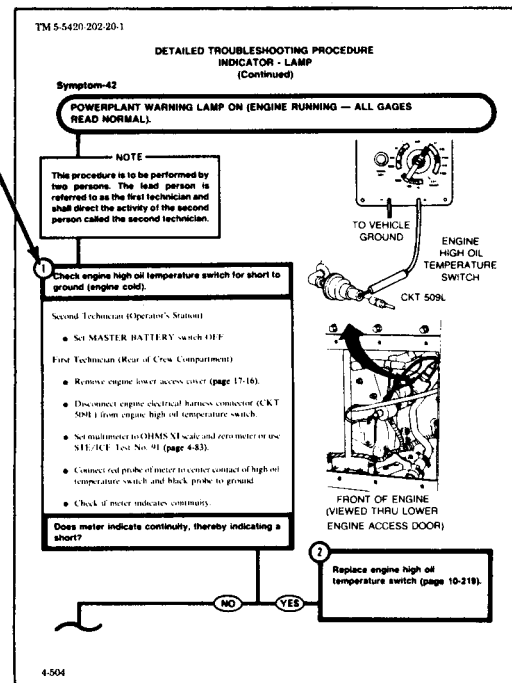 TM 5-5420-202-20-1
DETAILED TROUBLESHOOTING PROCEDURE
INDICATOR - LAMP
(Continued)
Symptom-42
POWERPLANT WARNING LAMP ON (ENGINE RUNNING — ALL GAGES
READ NORMAL).
NOTE
This procedure is to be performed by
two persons. The lead person is
referred to as the first technician and
shall direct the activity of the second
person called the second technician.
TO VEHICLE
GROUND
ENGINE
HIGH OIL
TEMPERATURE
SWITCH
CKT 509L
1
Check engine high oil temperature switch for short to
ground (engine cold).
Second Technician (Operator's Station)
● Set MASTER BATTERY switch OFF
First Technician (Rear of Crew Compartment)
● Remove engine lower access cover (page 17-16).
● Disconnect engine electrical harness connector (CKT
509L) from engine high oil temperature switch.
● Set multimeter to OHMS X1 scale and zero meter or use
STE/ICE Test No. 91 (page 4-83).
● Connect red probe of meter to center contact of high oil
temperature switch and black probe to ground
● Check if meter indicates continuity.
Does meter indicate continuity, thereby indicating a
short?
FRONT OF ENGINE
(VIEWED THRU LOWER
ENGINE ACCESS DOOR)
2
Replace engine high oil
temperature switch (page 10-219).
NO
YES
4-504